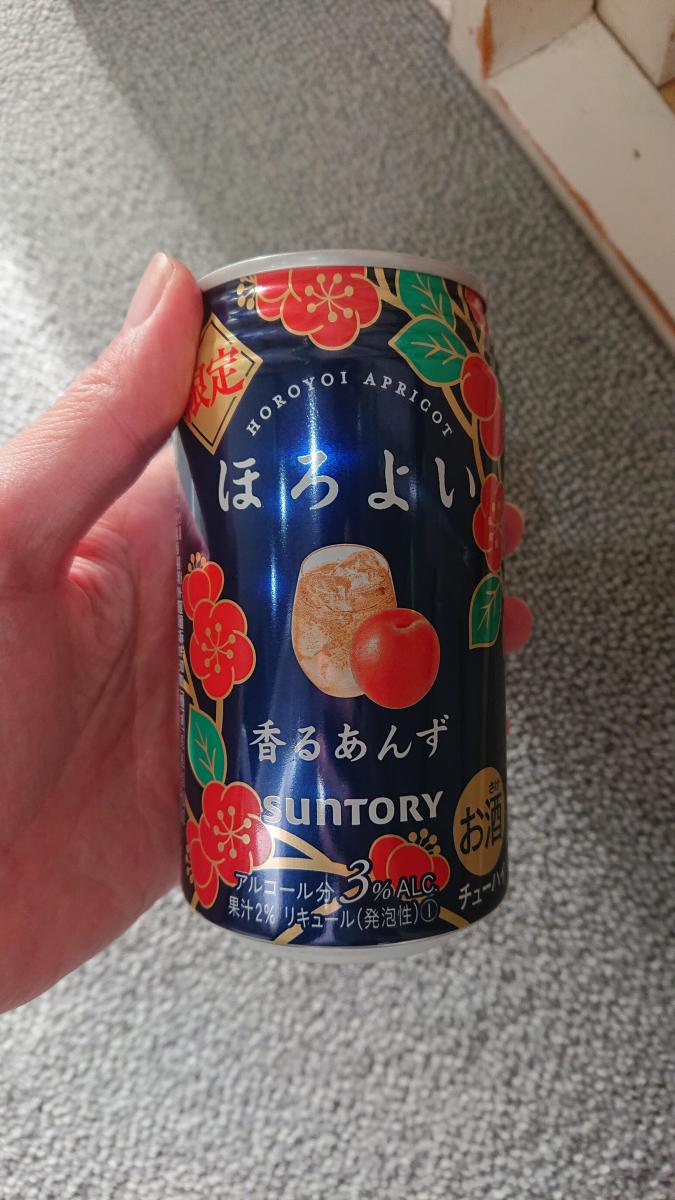 限定
HOROYOI APRICOT
ほろよい
香るあんず
SUNTORY
さけ
お酒
アルコール分 3%ALC.
チューハイ
果汁2% リキュール(発泡性)①